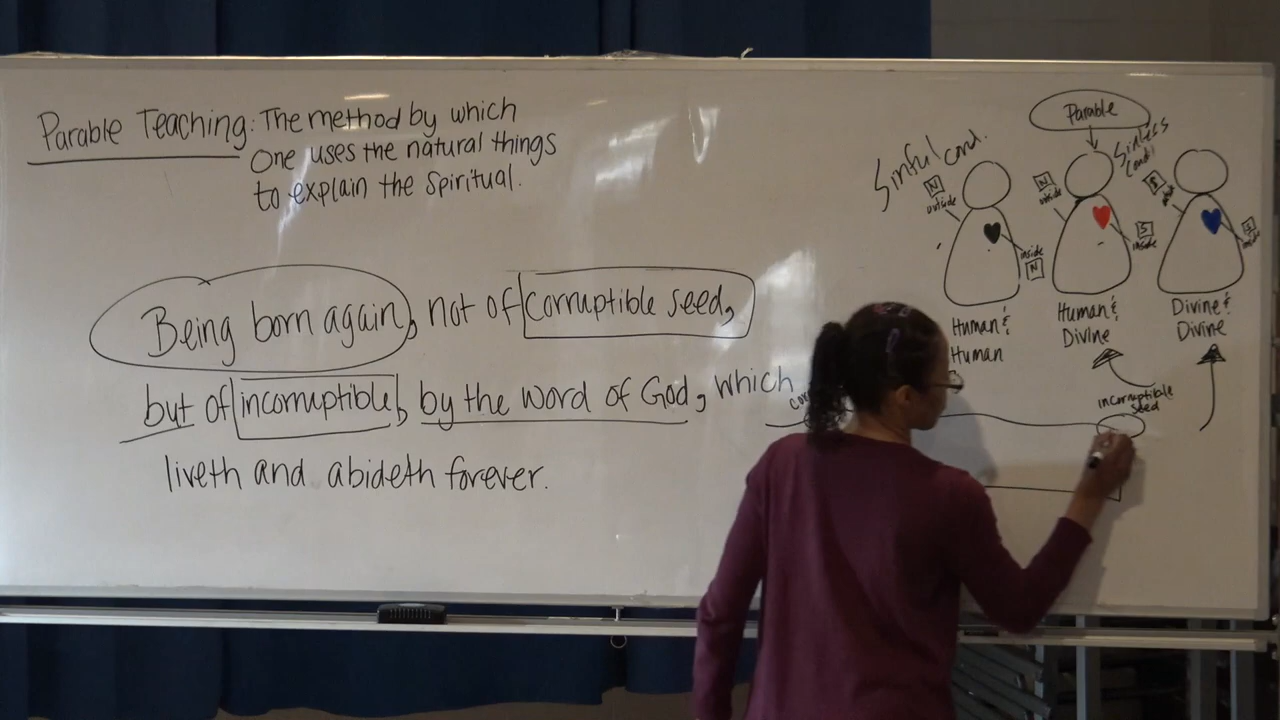 Parable Teaching: The method by which
one uses the natural things
to explain the spiritual.
Being born again, not of corruptible seed,
but of incorruptible, by the word of God, which
liveth and abideth forever.
Parable
Sinful cond.
Sinless
N
outside
inside
N
N
outside
S
inside
S
S
inside
Human &
Human
Human &
Divine
Divine &
Divine
incorruptible
seed